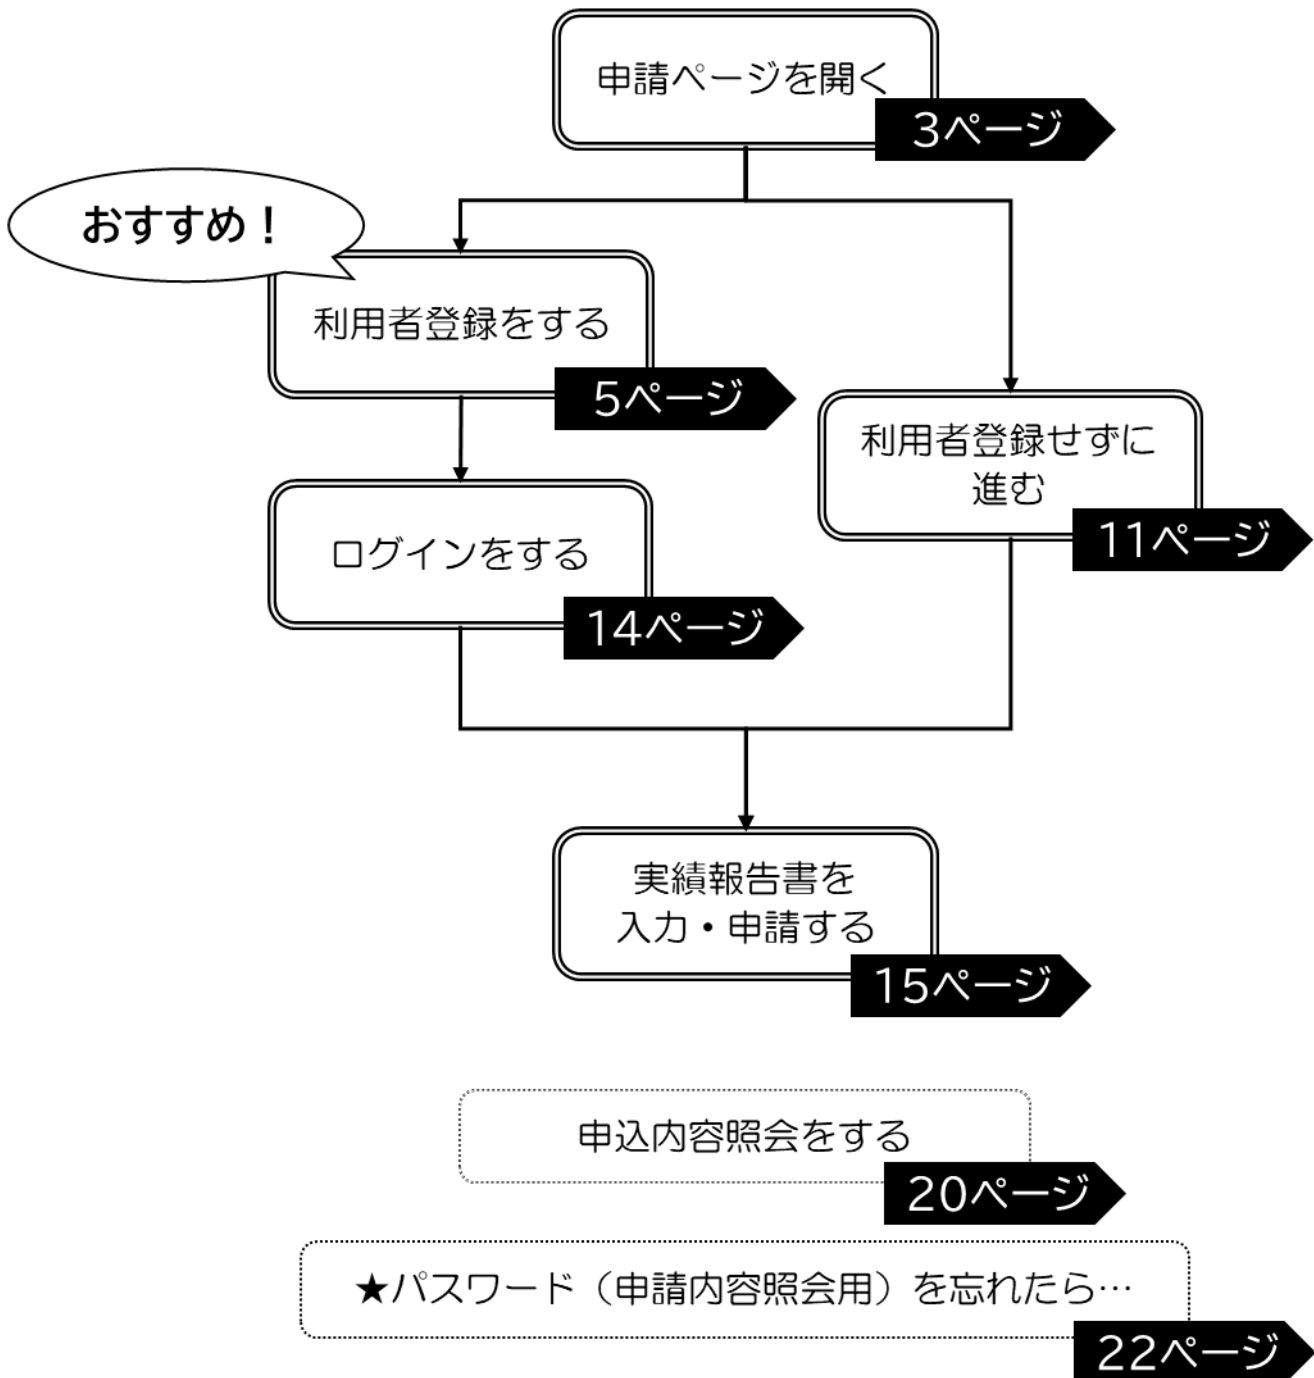 申請ページを開く
3ページ
おすすめ！
利用者登録をする
5ページ
利用者登録せずに
進む
11ページ
ログインをする
14ページ
実績報告書を
入力・申請する
15ページ
申込内容照会をする
20ページ
★パスワード（申請内容照会用）を忘れたら…
22ページ